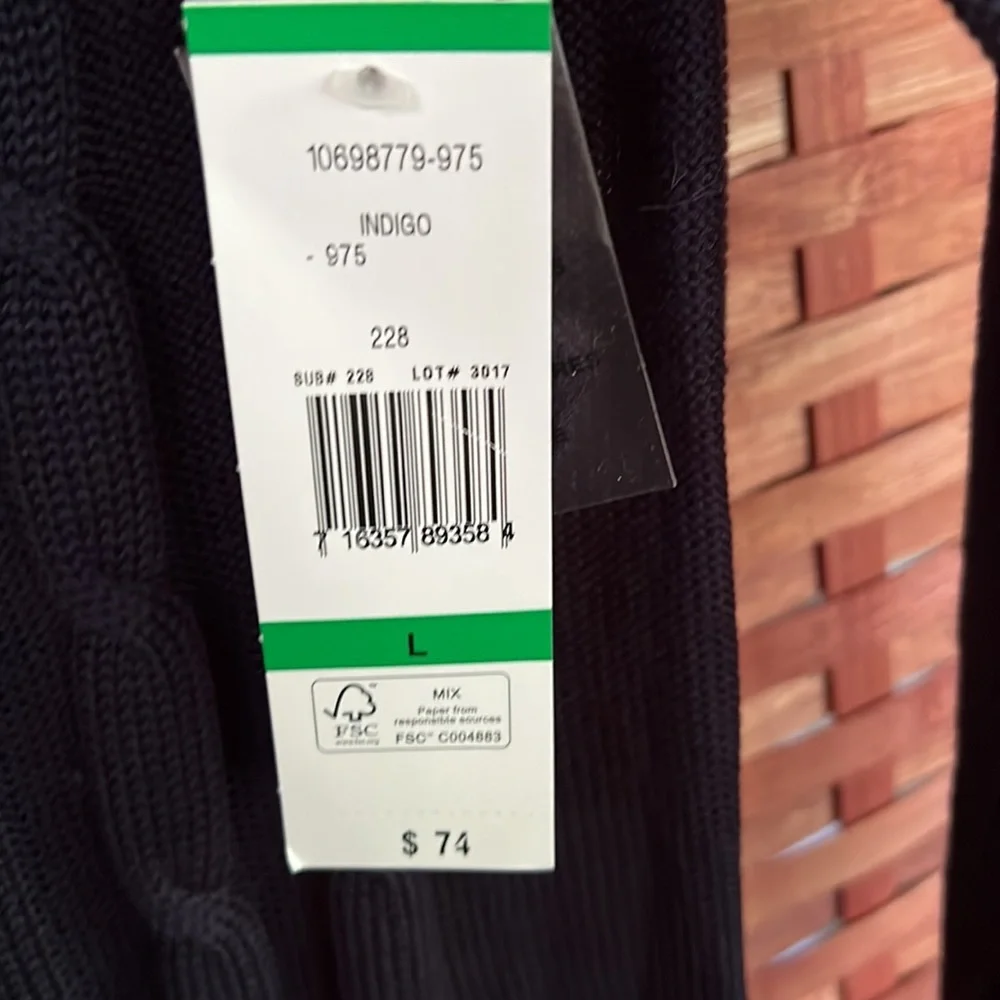 10698779-975
INDIGO
- 975
228
SUB# 228 LOT# 3017
7 16357 89358 4
L
MIX
Paper from
responsible sources
FSC™ C004883
FSC
$ 74